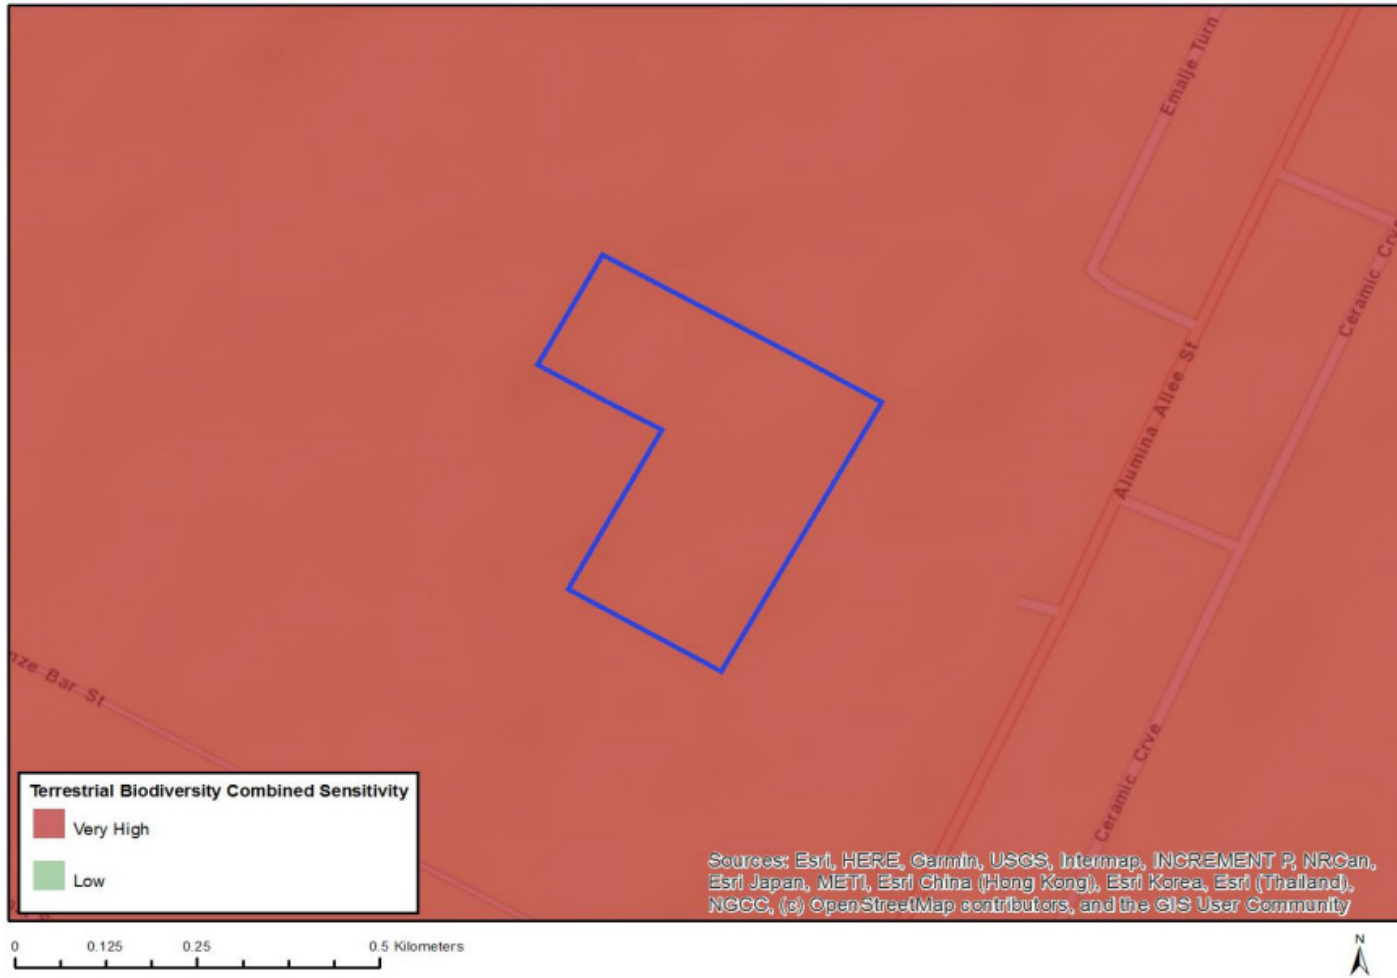 Emalje Turn
Ceramic Crve
Alumina Allee St
nze Bar St
Ceramic Crve
Terrestrial Biodiversity Combined Sensitivity
Very High
Low
Sources: Esri, HERE, Garmin, USGS, Intermap, INCREMENT P, NRCan,
Esri Japan, METI, Esri China (Hong Kong), Esri Korea, Esri (Thailand),
NGCC, (c) OpenStreetMap contributors, and the GIS User Community
0 0.125 0.25 0.5 Kilometers
N